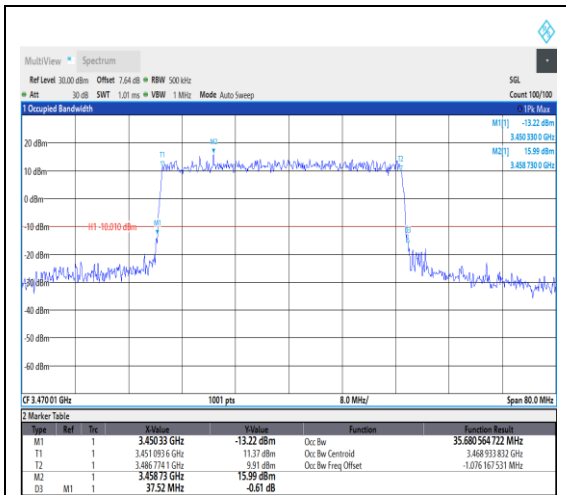 MultiView Spectrum
Ref Level 30.00 dBm Offset 7.64 dB RBW 500 kHz SGL
Att 30 dB SWT 1.01 ms VBW 1 MHz Mode Auto Sweep Count 100/100
1 Occupied Bandwidth 1Pk Max
M1[1] -13.22 dBm
3.450 330 0 GHz
M2[1] 15.99 dBm
3.458 730 0 GHz
20 dBm
T1 M2 T2
10 dBm
0 dBm
-10 dBm H1 -10.010 dBm M1 D3
-20 dBm
-30 dBm
-40 dBm
-50 dBm
-60 dBm
CF 3.470 01 GHz 1001 pts 8.0 MHz/ Span 80.0 MHz
2 Marker Table
Type Ref Trc X-Value Y-Value Function Function Result
M1 1 3.450 33 GHz -13.22 dBm Occ Bw 35.680 564 722 MHz
T1 1 3.451 093 6 GHz 11.37 dBm Occ Bw Centroid 3.468 933 832 GHz
T2 1 3.486 774 1 GHz 9.91 dBm Occ Bw Freq Offset -1.076 167 531 MHz
M2 1 3.458 73 GHz 15.99 dBm
D3 M1 1 37.52 MHz -0.61 dB